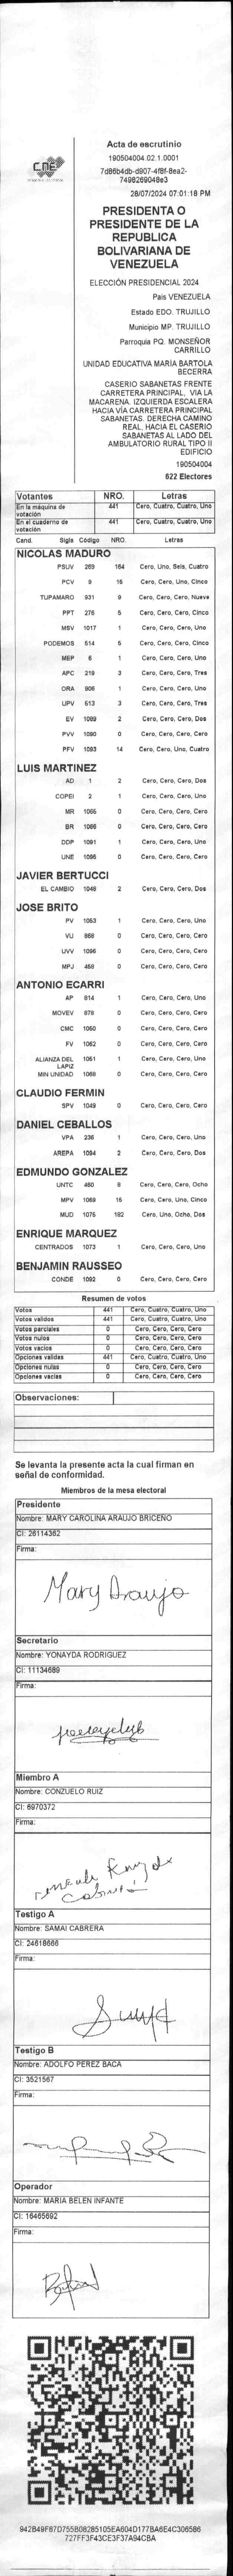 CNE
Acta de escrutinio
190504004.02.1.0001
7d86b4db-d907-4f8f-8ea2-
7498269048e3
28/07/2024 07:01:18 PM
PRESIDENTA O
PRESIDENTE DE LA
REPUBLICA
BOLIVARIANA DE
VENEZUELA
ELECCIÓN PRESIDENCIAL 2024
Pais VENEZUELA
Estado EDO. TRUJILLO
Municipio MP. TRUJILLO
Parroquia PQ. MONSEÑOR
CARRILLO
UNIDAD EDUCATIVA MARÍA BARTOLA
BECERRA
CASERIO SABANETAS FRENTE
CARRETERA PRINCIPAL, VIA LA
MACARENA. IZQUIERDA ESCALERA
HACIA VÍA CARRETERA PRINCIPAL
SABANETAS. DERECHA CAMINO
REAL, HACIA EL CASERIO
SABANETAS AL LADO DEL
AMBULATORIO RURAL TIPO II
EDIFICIO
190504004
622 Electores
Votantes NRO. Letras
En la máquina de votación 441 Cero, Cuatro, Cuatro, Uno
En el cuaderno de votación 441 Cero, Cuatro, Cuatro, Uno
Cand. Sigla Código NRO. Letras
NICOLAS MADURO
PSUV 269 164 Cero, Uno, Seis, Cuatro
PCV 9 15 Cero, Cero, Uno, Cinco
TUPAMARO 931 9 Cero, Cero, Cero, Nueve
PPT 276 5 Cero, Cero, Cero, Cinco
MSV 1017 1 Cero, Cero, Cero, Uno
PODEMOS 514 5 Cero, Cero, Cero, Cinco
MEP 6 1 Cero, Cero, Cero, Uno
APC 219 3 Cero, Cero, Cero, Tres
ORA 906 1 Cero, Cero, Cero, Uno
UPV 513 3 Cero, Cero, Cero, Tres
EV 1089 2 Cero, Cero, Cero, Dos
PVV 1090 0 Cero, Cero, Cero, Cero
PFV 1093 14 Cero, Cero, Uno, Cuatro
LUIS MARTINEZ
AD 1 2 Cero, Cero, Cero, Dos
COPEI 2 1 Cero, Cero, Cero, Uno
MR 1065 0 Cero, Cero, Cero, Cero
BR 1086 0 Cero, Cero, Cero, Cero
DDP 1091 1 Cero, Cero, Cero, Uno
UNE 1056 0 Cero, Cero, Cero, Cero
JAVIER BERTUCCI
EL CAMBIO 1048 2 Cero, Cero, Cero, Dos
JOSE BRITO
PV 1053 1 Cero, Cero, Cero, Uno
VU 868 0 Cero, Cero, Cero, Cero
UVV 1096 0 Cero, Cero, Cero, Cero
MPJ 458 0 Cero, Cero, Cero, Cero
ANTONIO ECARRI
AP 814 1 Cero, Cero, Cero, Uno
MOVEV 878 0 Cero, Cero, Cero, Cero
CMC 1050 0 Cero, Cero, Cero, Cero
FV 1062 0 Cero, Cero, Cero, Cero
ALIANZA DEL LAPIZ 1051 1 Cero, Cero, Cero, Uno
MIN UNIDAD 1068 0 Cero, Cero, Cero, Cero
CLAUDIO FERMIN
SPV 1049 0 Cero, Cero, Cero, Cero
DANIEL CEBALLOS
VPA 236 1 Cero, Cero, Cero, Uno
AREPA 1094 2 Cero, Cero, Cero, Dos
EDMUNDO GONZALEZ
UNTC 460 8 Cero, Cero, Cero, Ocho
MPV 1069 15 Cero, Cero, Uno, Cinco
MUD 1075 182 Cero, Uno, Ocho, Dos
ENRIQUE MARQUEZ
CENTRADOS 1073 1 Cero, Cero, Cero, Uno
BENJAMIN RAUSSEO
CONDE 1092 0 Cero, Cero, Cero, Cero
Resumen de votos
Votos 441 Cero, Cuatro, Cuatro, Uno
Votos validos 441 Cero, Cuatro, Cuatro, Uno
Votos parciales 0 Cero, Cero, Cero, Cero
Votos nulos 0 Cero, Cero, Cero, Cero
Votos vacios 0 Cero, Cero, Cero, Cero
Opciones validas 441 Cero, Cuatro, Cuatro, Uno
Opciones nulas 0 Cero, Cero, Cero, Cero
Opciones vacias 0 Cero, Cero, Cero, Cero
Observaciones:
Se levanta la presente acta la cual firman en
señal de conformidad.
Miembros de la mesa electoral
Presidente
Nombre: MARY CAROLINA ARAUJO BRICEÑO
CI: 26114362
Firma:
Mary Araujo
Secretario
Nombre: YONAYDA RODRIGUEZ
CI: 11134689
Firma:
Miembro A
Nombre: CONZUELO RUIZ
CI: 6970372
Firma:
Testigo A
Nombre: SAMAI CABRERA
CI: 24618666
Firma:
Testigo B
Nombre: ADOLFO PEREZ BACA
CI: 3521567
Firma:
Operador
Nombre: MARIA BELEN INFANTE
CI: 16465692
Firma:
942B49F87D755B08285105EA604D177BA6E4C306586
727FF3F43CE3F37A94CBA